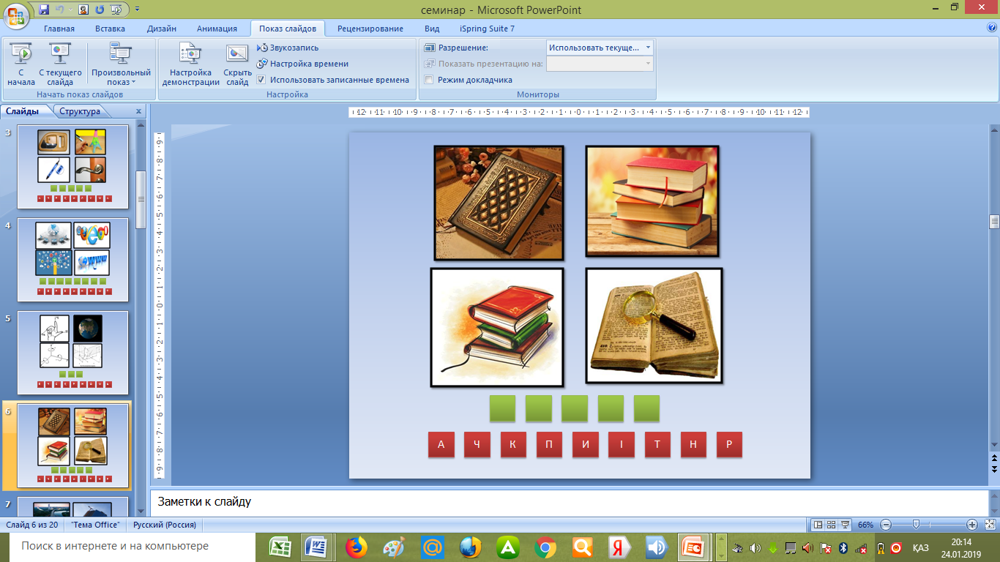 семинар - Microsoft PowerPoint
Главная Вставка Дизайн Анимация Показ слайдов Рецензирование Вид iSpring Suite 7
С начала
С текущего слайда
Произвольный показ
Начать показ слайдов
Настройка демонстрации
Скрыть слайд
Звукозапись
Настройка времени
Использовать записанные времена
Настройка
Разрешение: Использовать текуще...
Показать презентацию на:
Режим докладчика
Мониторы
Слайды Структура x
12 11 10 9 8 7 6 5 4 3 2 1 0 1 2 3 4 5 6 7 8 9 10 11 12
9 8 7 6 5 4 3 2 1 0 1 2 3 4 5 6 7 8 9
3
4
5
6
7
А Ч К П И І Т Н Р
Заметки к слайду
Слайд 6 из 20 "Тема Office" Русский (Россия) 66%
Поиск в интернете и на компьютере
ҚАЗ
20:14
24.01.2019